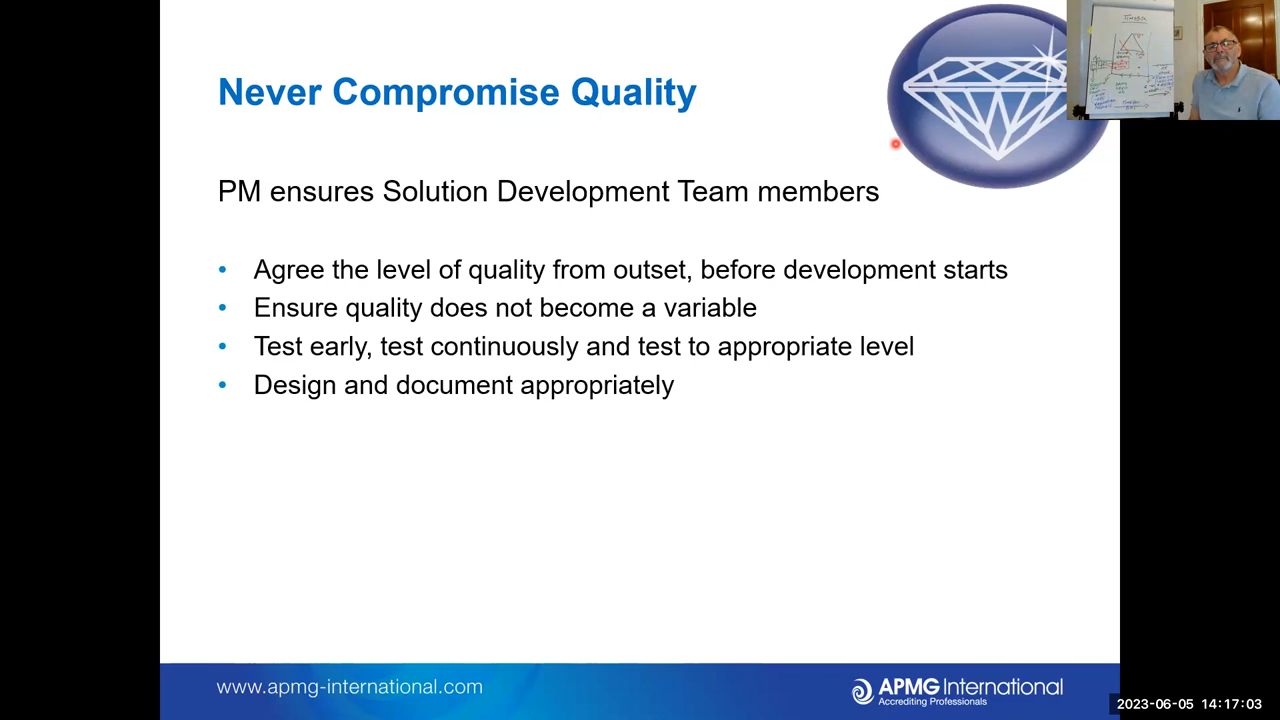 Never Compromise Quality
PM ensures Solution Development Team members
• Agree the level of quality from outset, before development starts
• Ensure quality does not become a variable
• Test early, test continuously and test to appropriate level
• Design and document appropriately
www.apmg-international.com
APMG International
Accrediting Professionals
2023-06-05 14:17:03